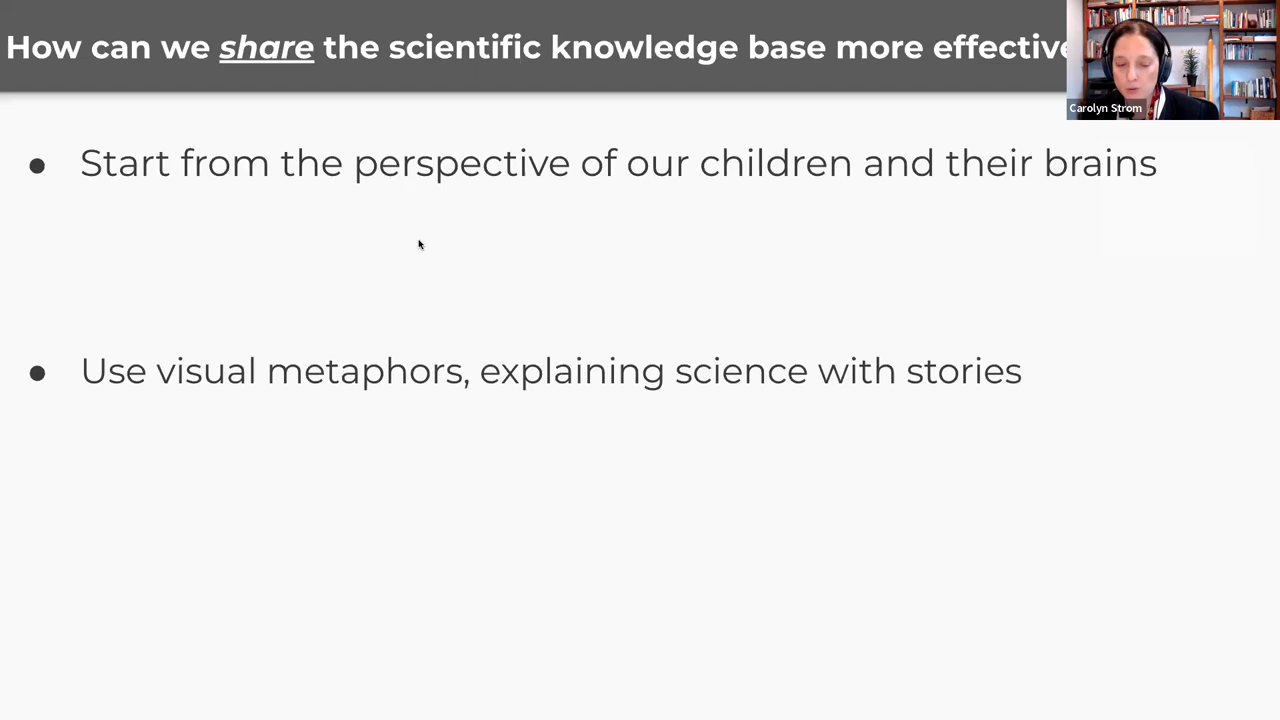 How can we share the scientific knowledge base more effective
Carolyn Strom
● Start from the perspective of our children and their brains
● Use visual metaphors, explaining science with stories